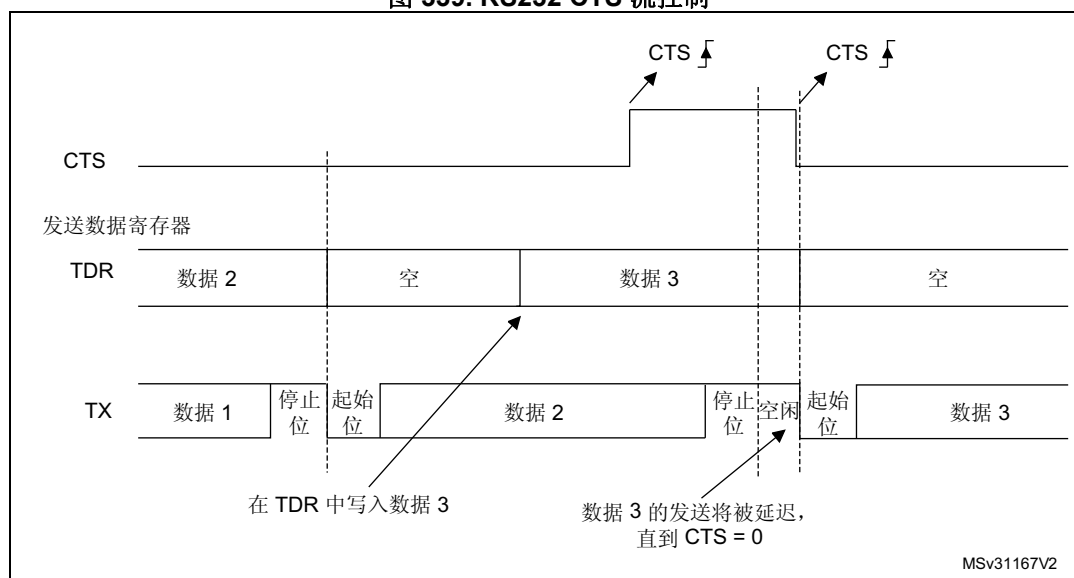 CTS
CTS
CTS
发送数据寄存器
TDR
数据 2
空
数据 3
空
TX
数据 1
停止
位
起始
位
数据 2
停止
位
空闲
起始
位
数据 3
在 TDR 中写入数据 3
数据 3 的发送将被延迟,
直到 CTS = 0
MSv31167V2